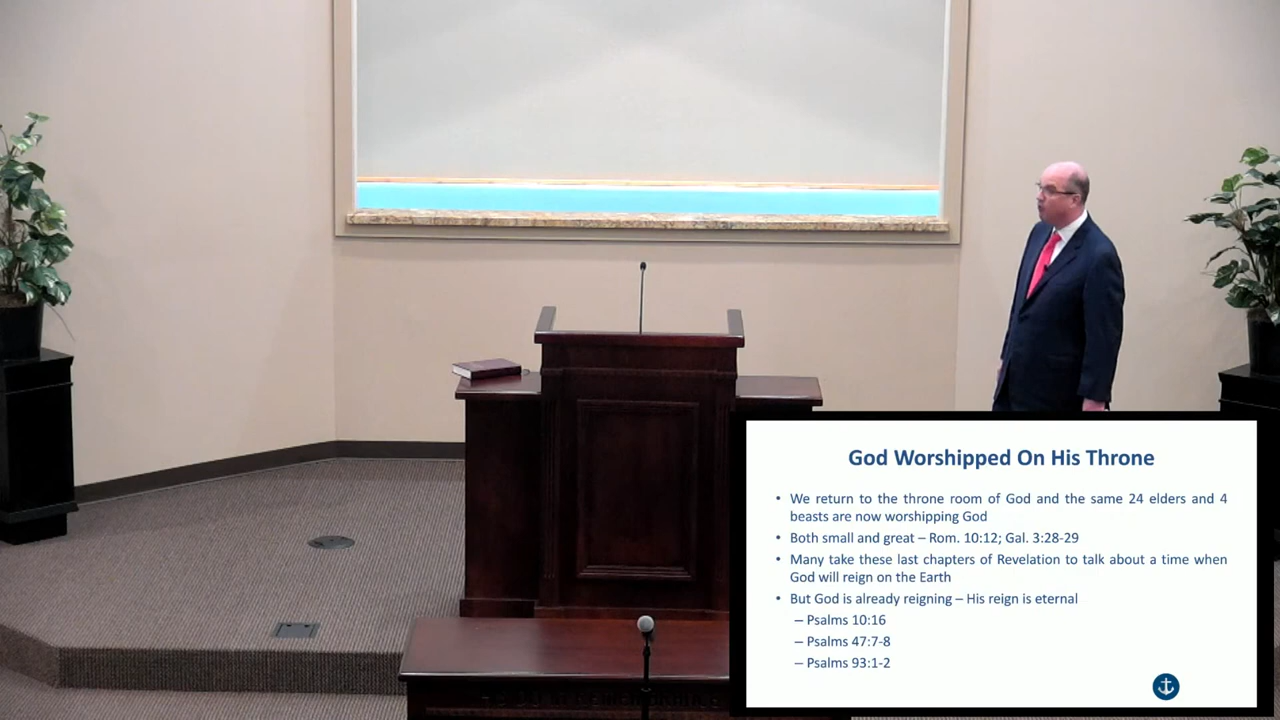 God Worshipped On His Throne
• We return to the throne room of God and the same 24 elders and 4
beasts are now worshipping God
• Both small and great – Rom. 10:12; Gal. 3:28-29
• Many take these last chapters of Revelation to talk about a time when
God will reign on the Earth
• But God is already reigning – His reign is eternal
– Psalms 10:16
– Psalms 47:7-8
– Psalms 93:1-2